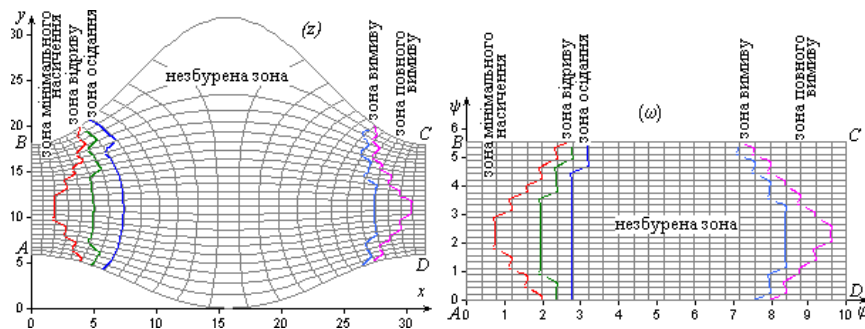 y
(z)
зона мінімального
насичення
зона відриву
зона осідання
незбурена зона
зона вимиву
зона повного
вимиву
30
25
20
15
10
5
0
B
C
A
D
0
5
10
15
20
25
30
x
ψ
(ω)
зона мінімального
насичення
зона відриву
зона осідання
зона вимиву
зона повного
вимиву
6
5
4
3
2
1
0
B
C
незбурена зона
A
D
0
1
2
3
4
5
6
7
8
9
10